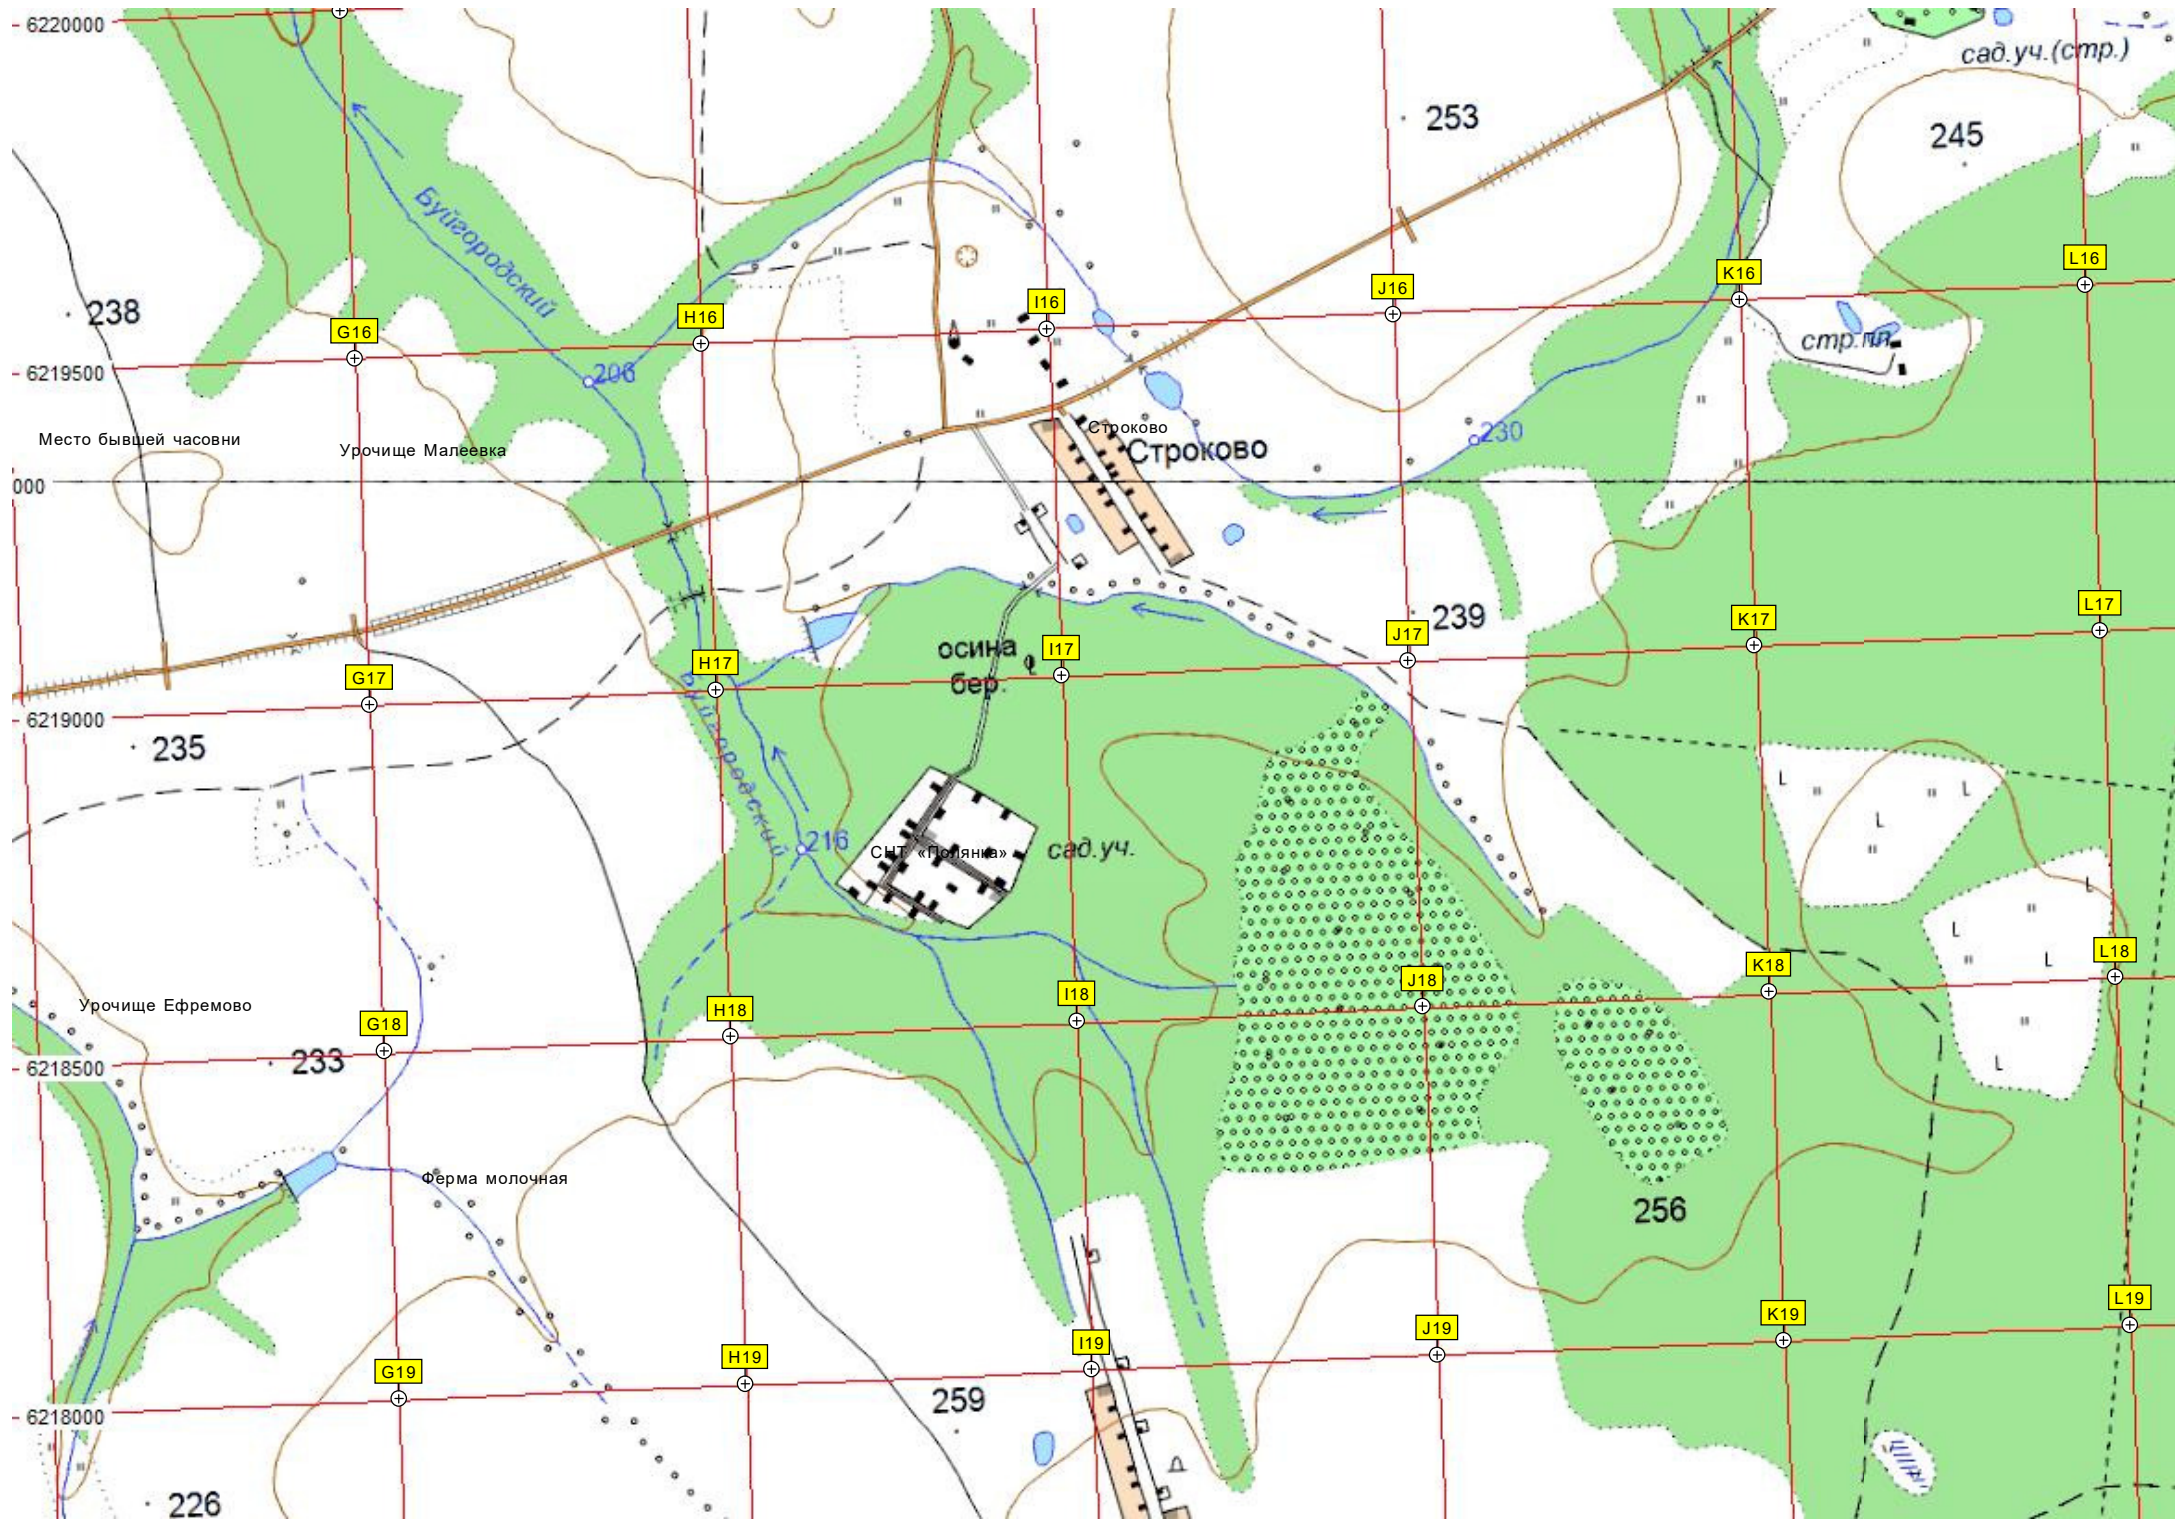 6220000
сад.уч.(стр.)
253
245
Буйгородский
238
L16
K16
J16
I16
H16
G16
стр.пл.
206
6219500
Строково
230
Место бывшей часовни
Урочище Малеевка
Строково
000
239
L17
K17
J17
осина
бер.
I17
H17
G17
Буйгородский
6219000
235
216
СНТ «Полянка»
сад.уч.
L18
K18
J18
I18
H18
G18
Урочище Ефремово
233
6218500
Ферма молочная
256
L19
K19
J19
I19
H19
G19
259
6218000
226